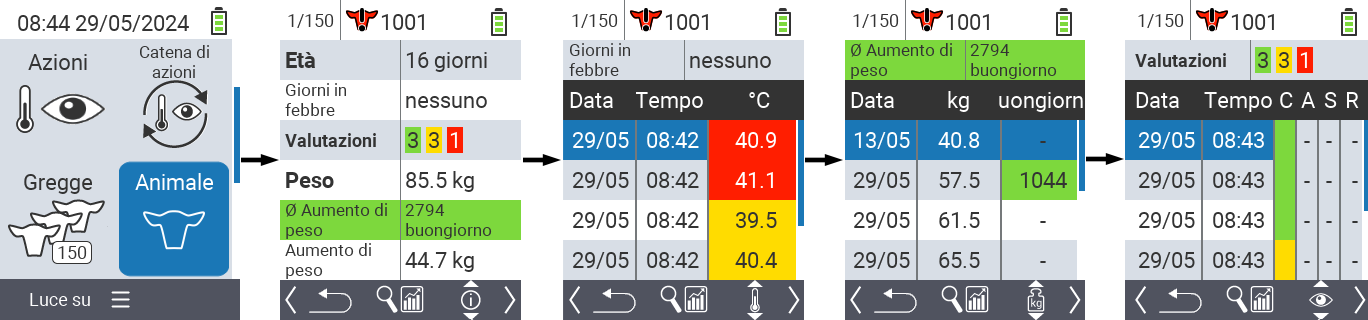 08:44 29/05/2024
Azioni
Catena di
azioni
Gregge
150
Animale
Luce su
1/150
1001
Età
16 giorni
Giorni in
febbre
nessuno
Valutazioni
3 3 1
Peso
85.5 kg
Ø Aumento di
peso
2794
buongiorno
Aumento di
peso
44.7 kg
1/150
1001
Giorni in
febbre
nessuno
Data Tempo °C
29/05 08:42 40.9
29/05 08:42 41.1
29/05 08:42 39.5
29/05 08:42 40.4
1/150
1001
Ø Aumento di
peso
2794
buongiorno
Data kg uongiorn
13/05 40.8 -
29/05 57.5 1044
29/05 61.5 -
29/05 65.5 -
kg
1/150
1001
Valutazioni
3 3 1
Data Tempo C A S R
29/05 08:43 - - -
29/05 08:43 - - -
29/05 08:43 - - -
29/05 08:43 - - -